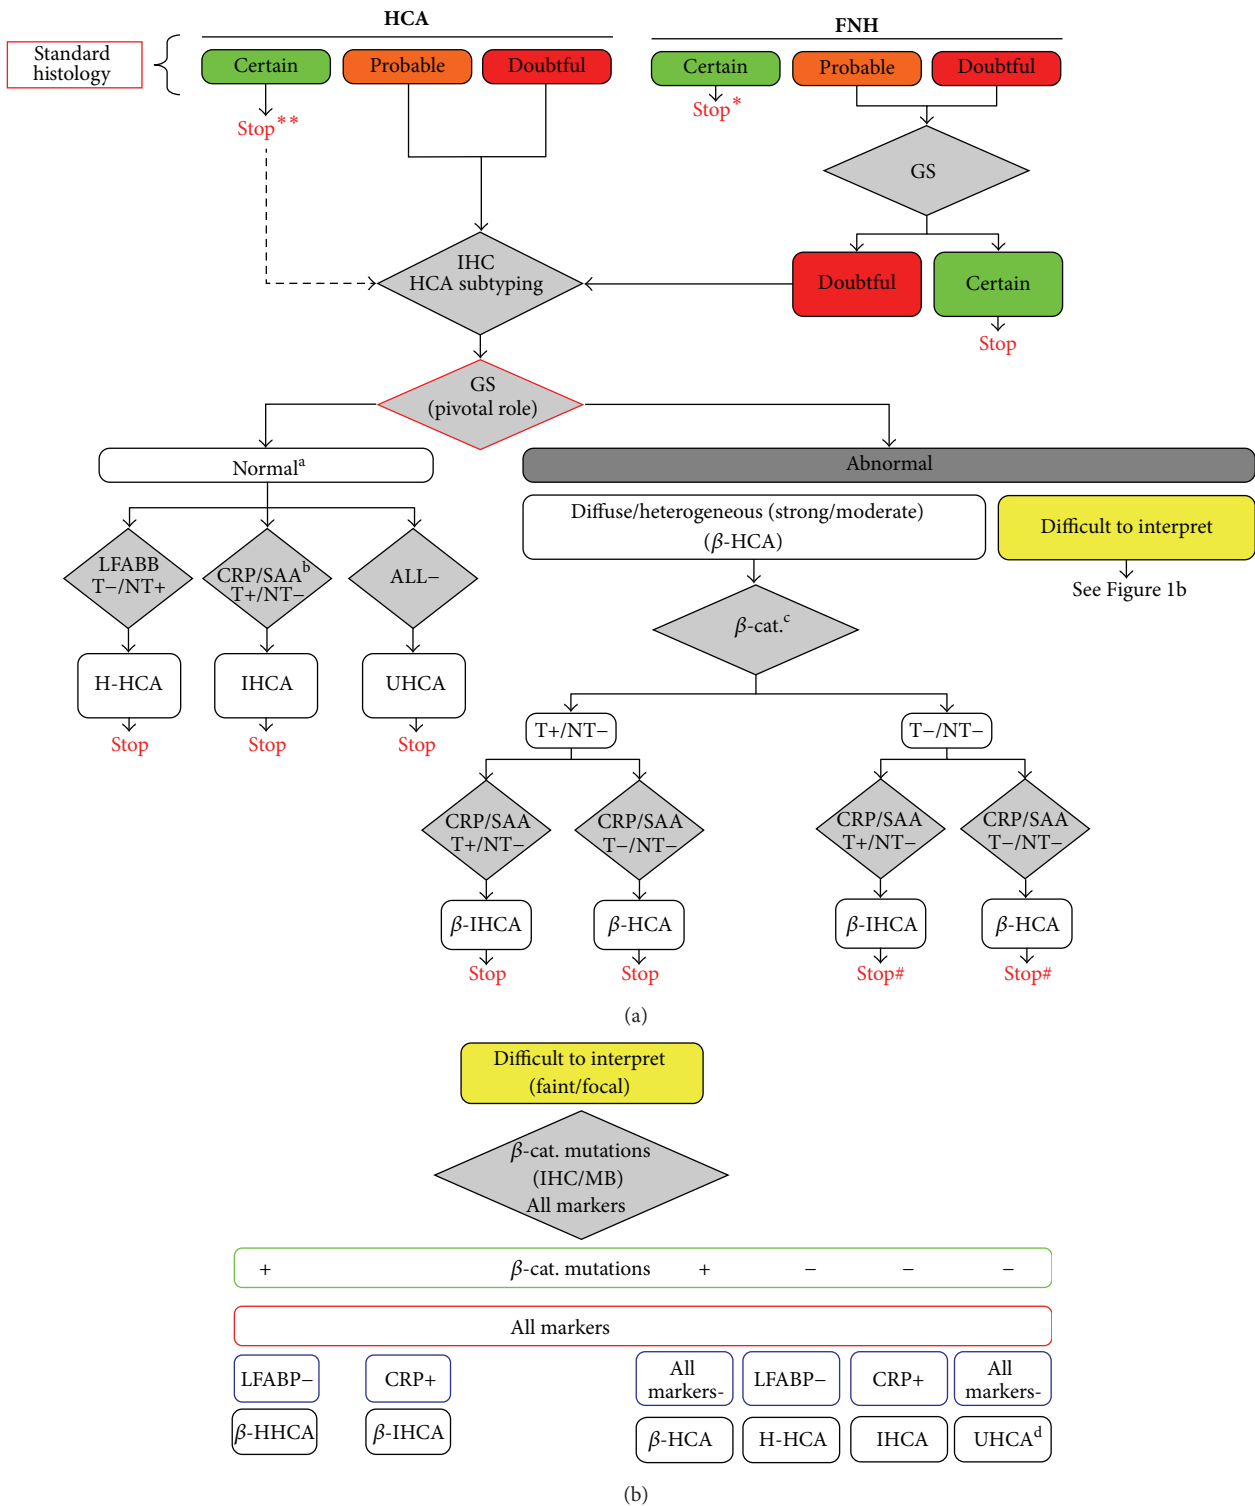 HCA
FNH
Standard
histology
Certain
Probable
Doubtful
Certain
Probable
Doubtful
Stop**
Stop*
GS
IHC
HCA subtyping
Doubtful
Certain
Stop
GS
(pivotal role)
Normalᵃ
Abnormal
Diffuse/heterogeneous (strong/moderate)
(β-HCA)
Difficult to interpret
See Figure 1b
LFABB
T−/NT+
CRP/SAAᵇ
T+/NT−
ALL−
β-cat.ᶜ
H-HCA
IHCA
UHCA
Stop
Stop
Stop
T+/NT−
T−/NT−
CRP/SAA
T+/NT−
CRP/SAA
T−/NT−
CRP/SAA
T+/NT−
CRP/SAA
T−/NT−
β-IHCA
β-HCA
β-IHCA
β-HCA
Stop
Stop
Stop#
Stop#
(a)
Difficult to interpret
(faint/focal)
β-cat. mutations
(IHC/MB)
All markers
+ β-cat. mutations + − − −
All markers
LFABP−
CRP+
All
markers-
LFABP−
CRP+
All
markers-
β-HHCA
β-IHCA
β-HCA
H-HCA
IHCA
UHCAᵈ
(b)